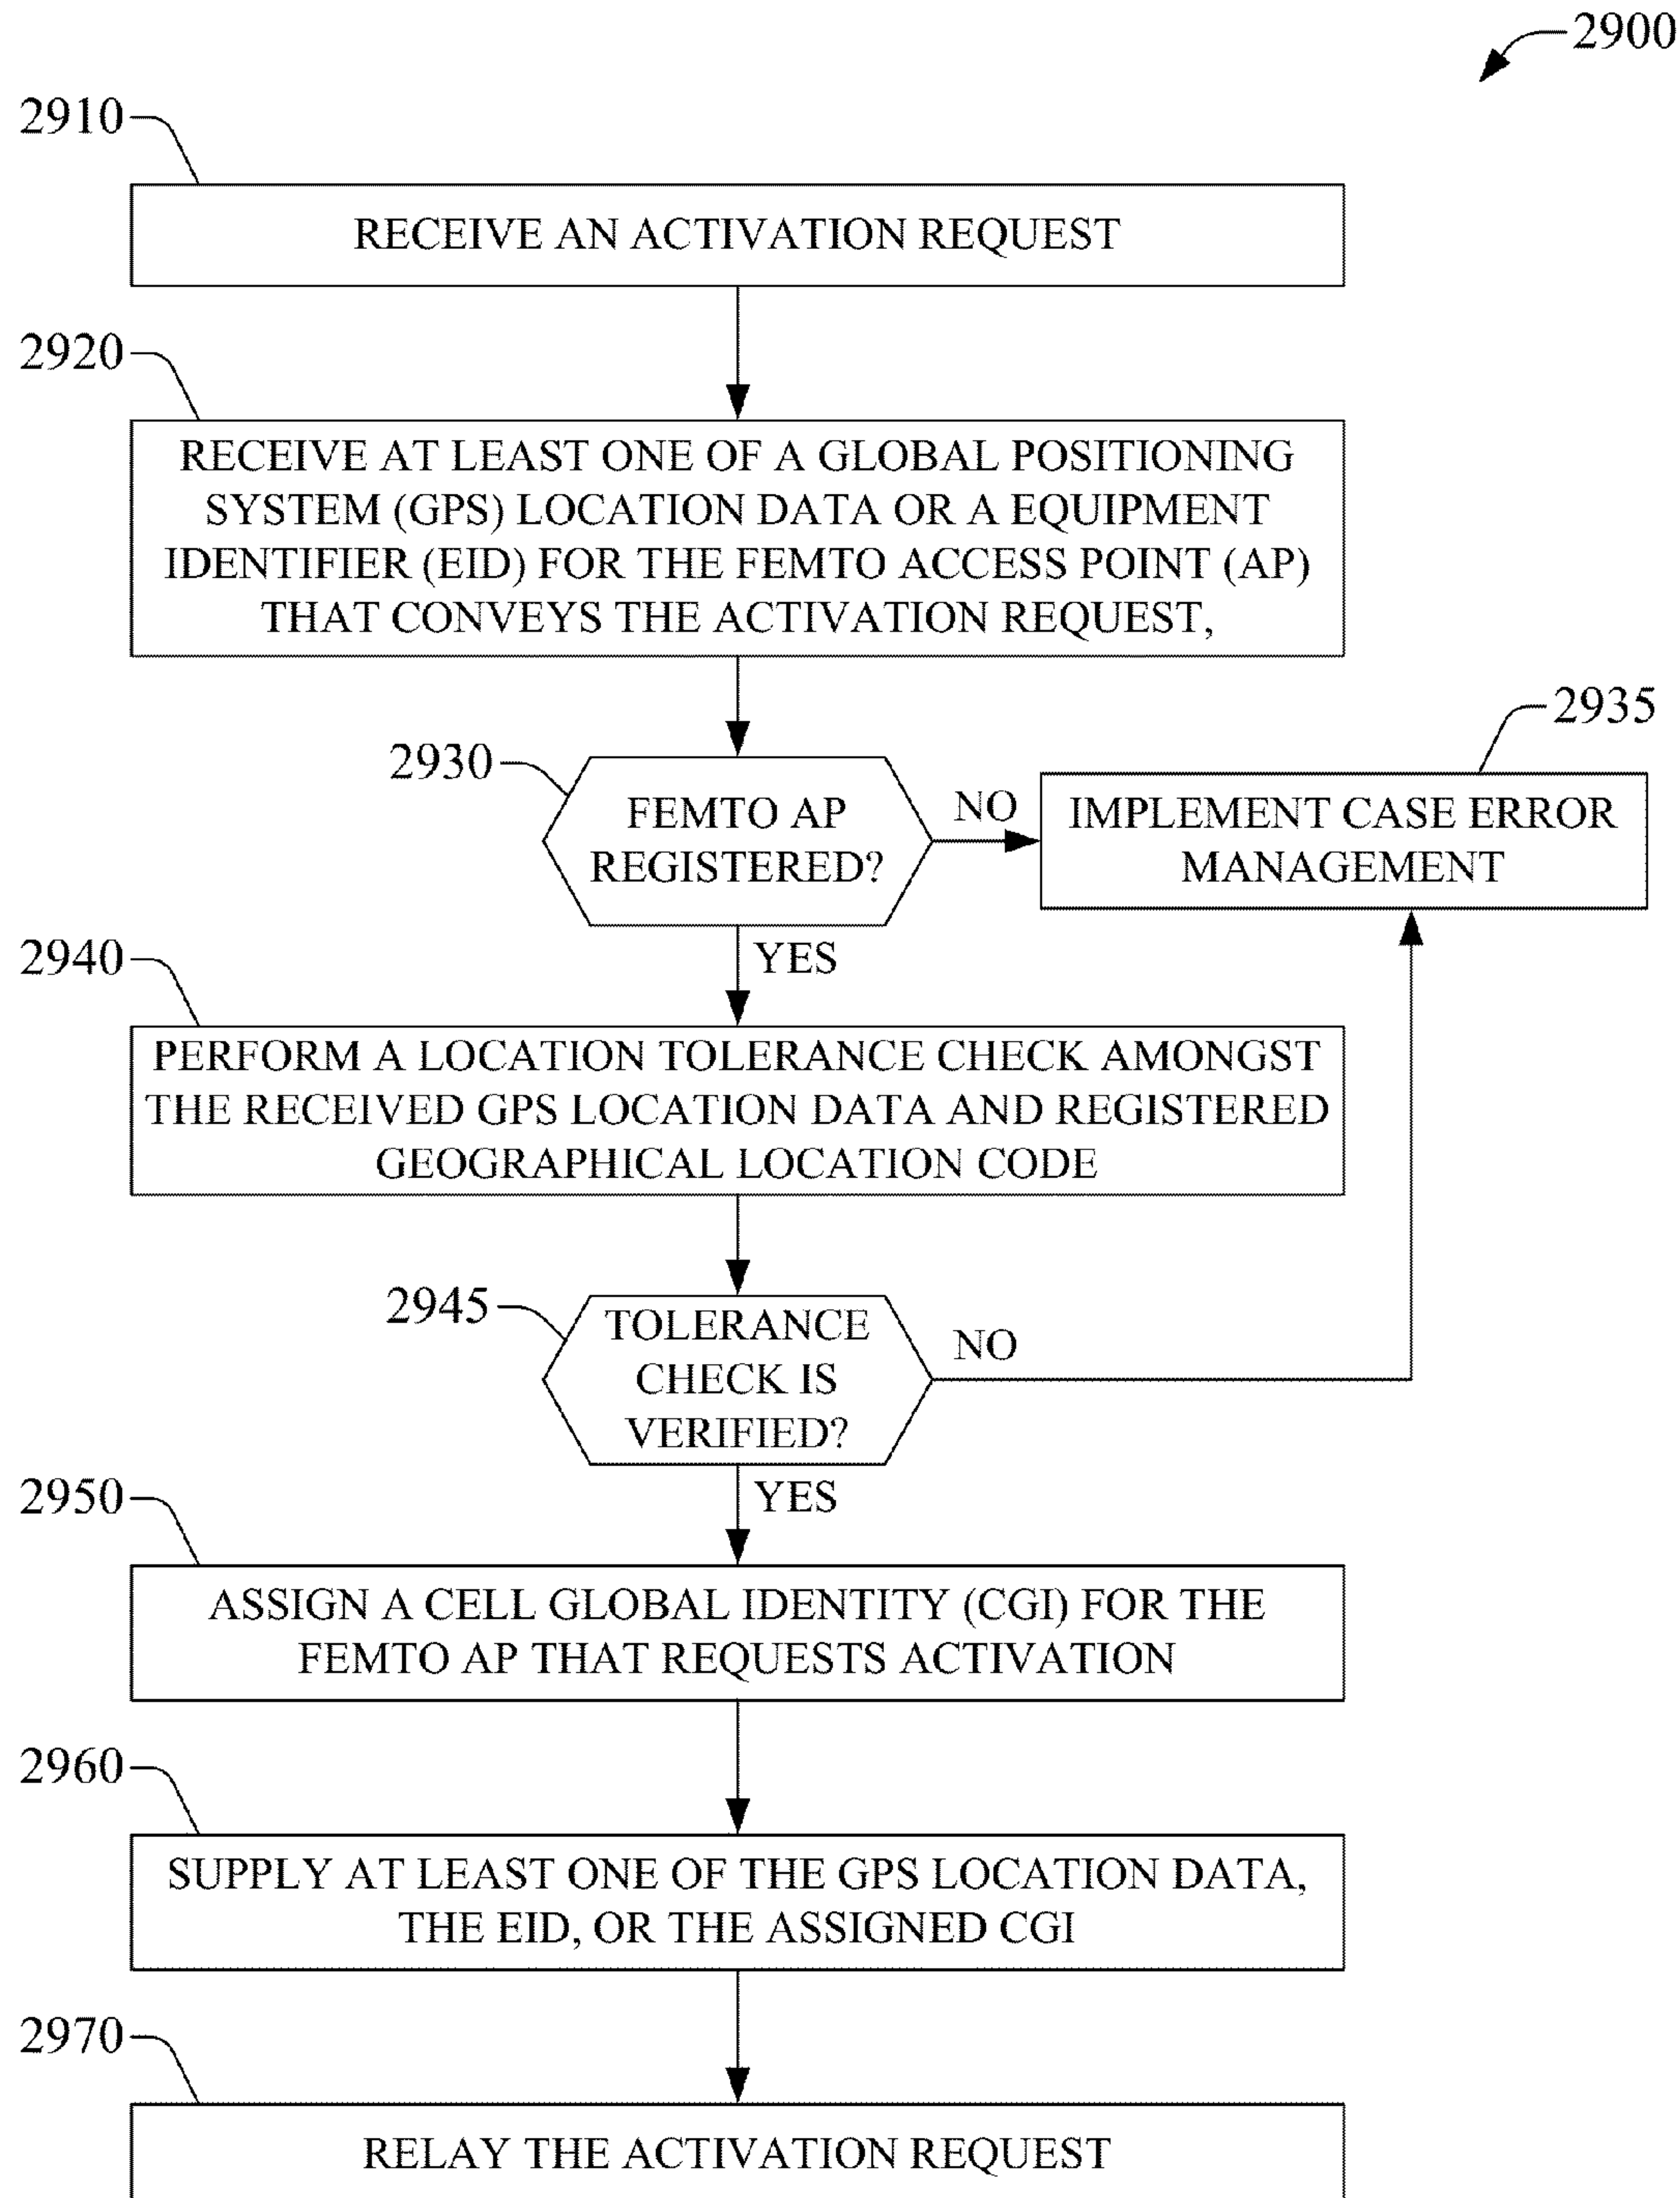 2900
2910
RECEIVE AN ACTIVATION REQUEST
2920
RECEIVE AT LEAST ONE OF A GLOBAL POSITIONING
SYSTEM (GPS) LOCATION DATA OR A EQUIPMENT
IDENTIFIER (EID) FOR THE FEMTO ACCESS POINT (AP)
THAT CONVEYS THE ACTIVATION REQUEST,
2930
FEMTO AP
REGISTERED?
NO
2935
IMPLEMENT CASE ERROR
MANAGEMENT
YES
2940
PERFORM A LOCATION TOLERANCE CHECK AMONGST
THE RECEIVED GPS LOCATION DATA AND REGISTERED
GEOGRAPHICAL LOCATION CODE
2945
TOLERANCE
CHECK IS
VERIFIED?
NO
YES
2950
ASSIGN A CELL GLOBAL IDENTITY (CGI) FOR THE
FEMTO AP THAT REQUESTS ACTIVATION
2960
SUPPLY AT LEAST ONE OF THE GPS LOCATION DATA,
THE EID, OR THE ASSIGNED CGI
2970
RELAY THE ACTIVATION REQUEST